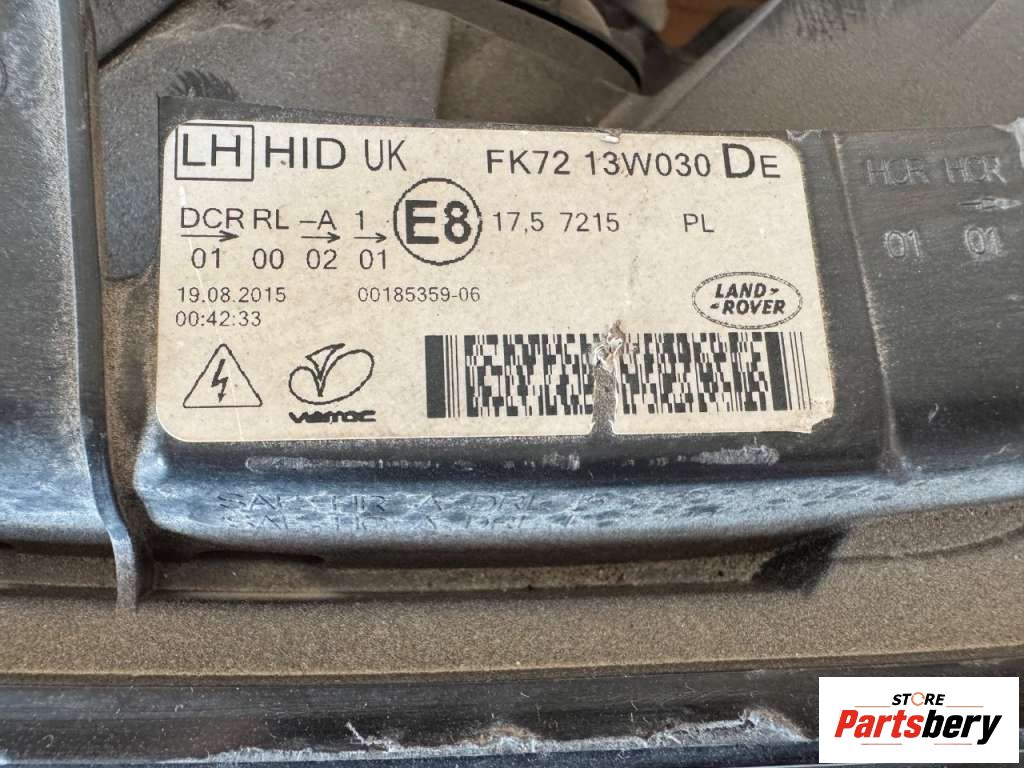 LH HID UK FK72 13W030 DE
DCR RL -A 1 E8 17,5 7215 PL
01 00 02 01
19.08.2015 00185359-06
00:42:33
LAND-
-ROVER
Varroc
HCR HCR
01 01
STORE
Partsbery